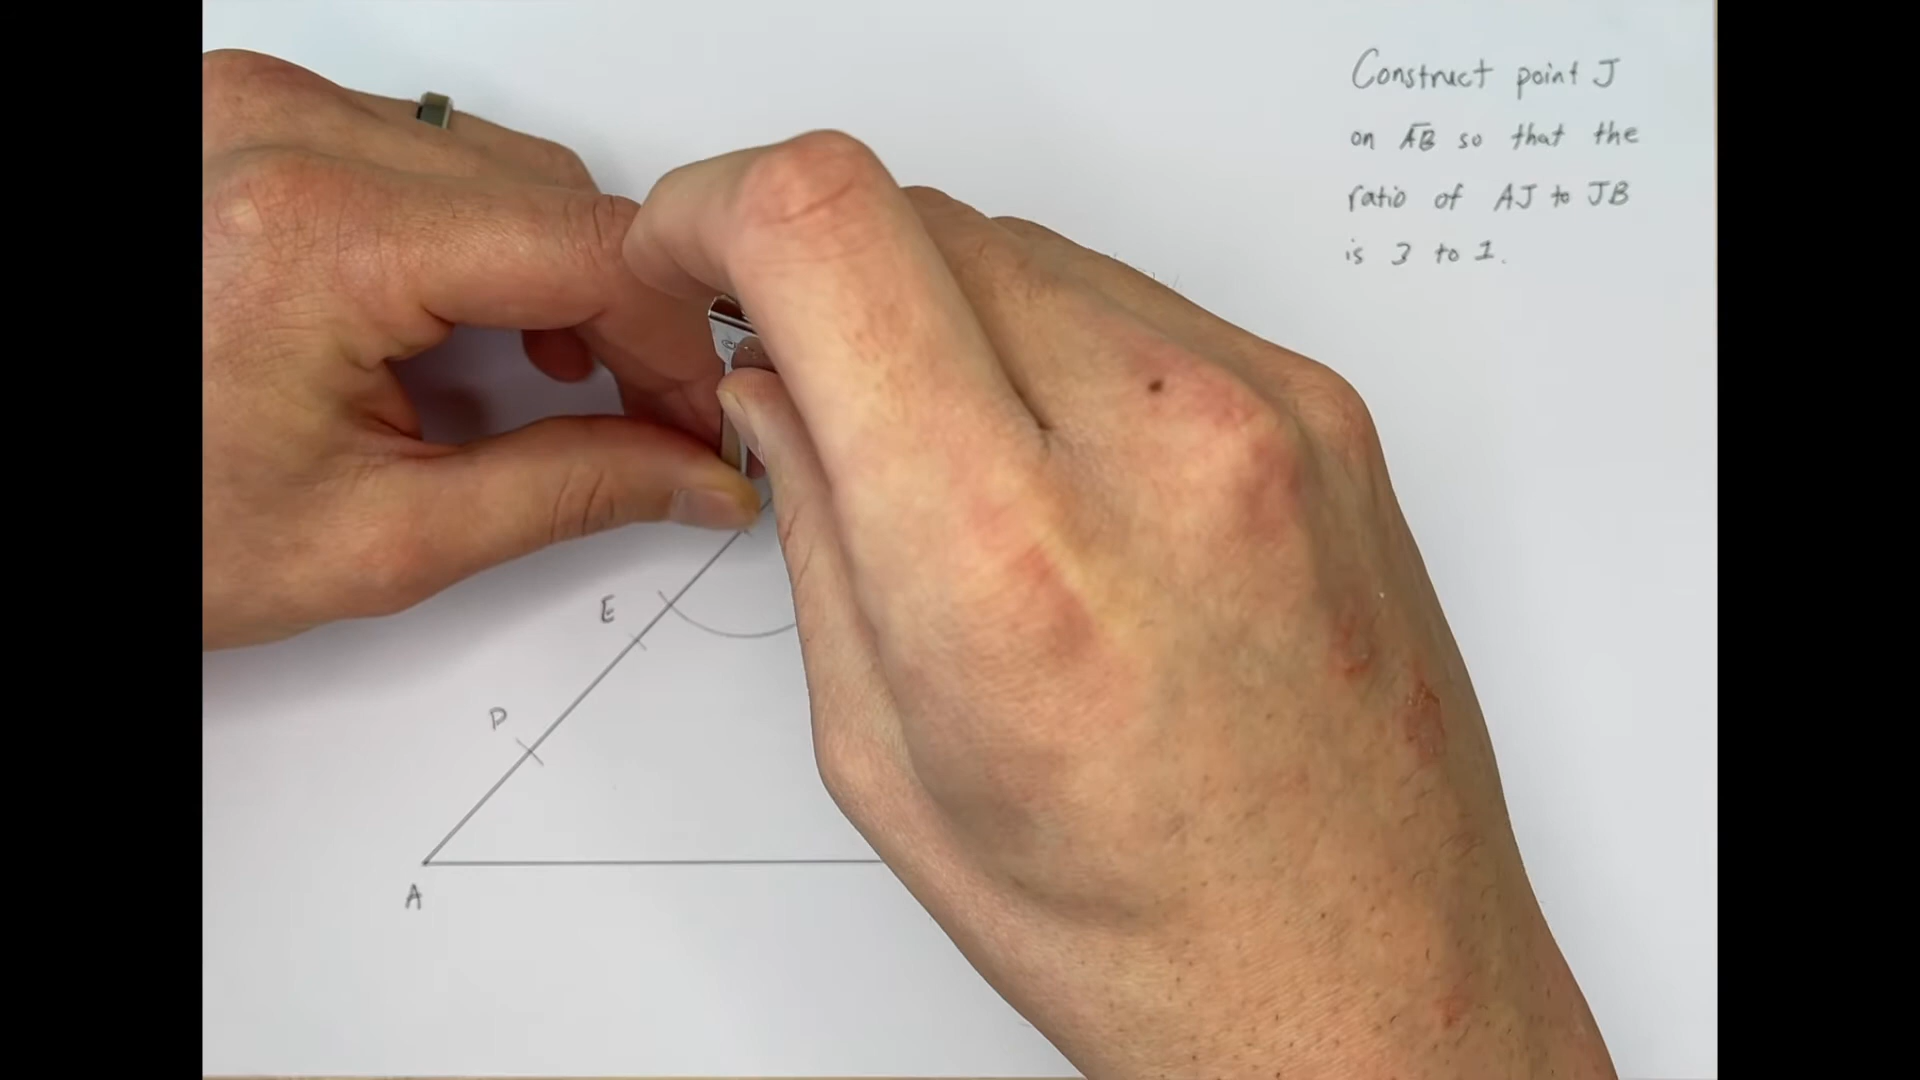 Construct point J
on AB so that the
ratio of AJ to JB
is 3 to 1.
E
D
A